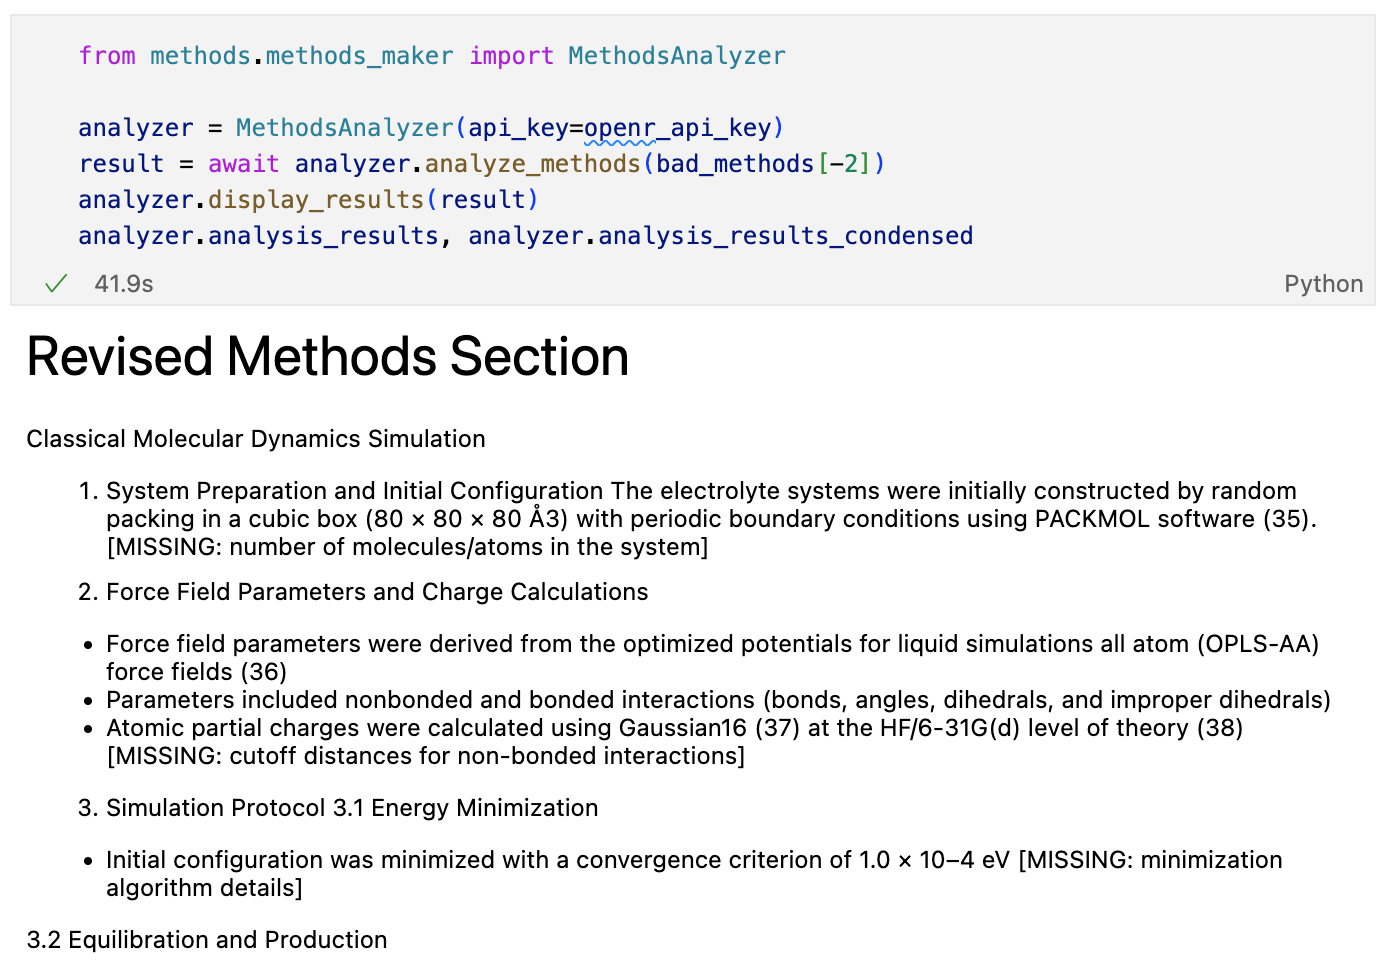 from methods.methods_maker import MethodsAnalyzer
analyzer = MethodsAnalyzer(api_key=openr_api_key)
result = await analyzer.analyze_methods(bad_methods[-2])
analyzer.display_results(result)
analyzer.analysis_results, analyzer.analysis_results_condensed
✓ 41.9s Python
Revised Methods Section
Classical Molecular Dynamics Simulation
1. System Preparation and Initial Configuration The electrolyte systems were initially constructed by random
packing in a cubic box (80 × 80 × 80 Å3) with periodic boundary conditions using PACKMOL software (35).
[MISSING: number of molecules/atoms in the system]
2. Force Field Parameters and Charge Calculations
• Force field parameters were derived from the optimized potentials for liquid simulations all atom (OPLS-AA)
force fields (36)
• Parameters included nonbonded and bonded interactions (bonds, angles, dihedrals, and improper dihedrals)
• Atomic partial charges were calculated using Gaussian16 (37) at the HF/6-31G(d) level of theory (38)
[MISSING: cutoff distances for non-bonded interactions]
3. Simulation Protocol 3.1 Energy Minimization
• Initial configuration was minimized with a convergence criterion of 1.0 × 10−4 eV [MISSING: minimization
algorithm details]
3.2 Equilibration and Production